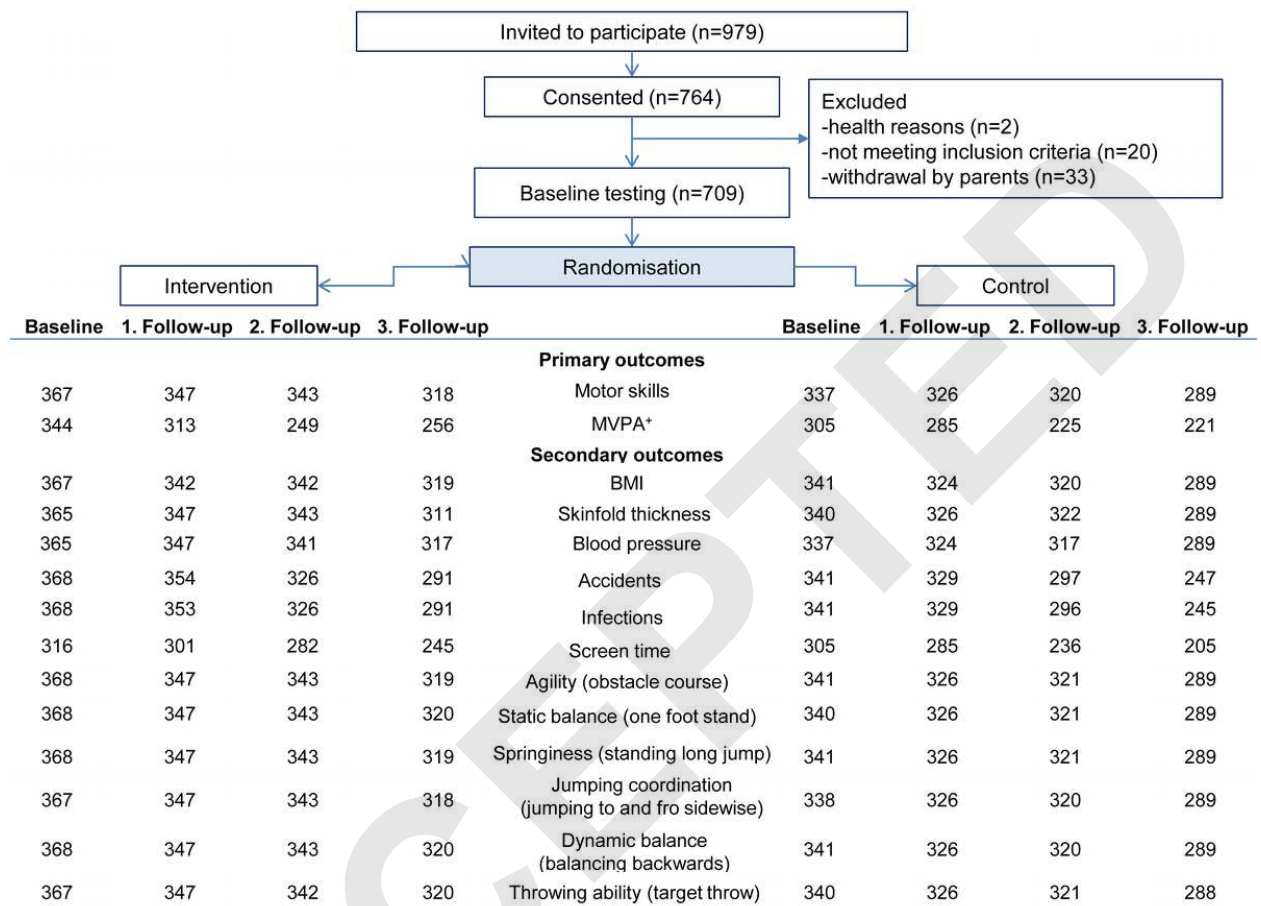 Invited to participate (n=979)
Consented (n=764)
Excluded
-health reasons (n=2)
-not meeting inclusion criteria (n=20)
-withdrawal by parents (n=33)
Baseline testing (n=709)
Randomisation
Intervention
Control
Baseline 1. Follow-up 2. Follow-up 3. Follow-up Baseline 1. Follow-up 2. Follow-up 3. Follow-up
Primary outcomes
367 347 343 318 Motor skills 337 326 320 289
344 313 249 256 MVPA⁺ 305 285 225 221
Secondary outcomes
367 342 342 319 BMI 341 324 320 289
365 347 343 311 Skinfold thickness 340 326 322 289
365 347 341 317 Blood pressure 337 324 317 289
368 354 326 291 Accidents 341 329 297 247
368 353 326 291 Infections 341 329 296 245
316 301 282 245 Screen time 305 285 236 205
368 347 343 319 Agility (obstacle course) 341 326 321 289
368 347 343 320 Static balance (one foot stand) 340 326 321 289
368 347 343 319 Springiness (standing long jump) 341 326 321 289
367 347 343 318 Jumping coordination 338 326 320 289
(jumping to and fro sidewise)
368 347 343 320 Dynamic balance 341 326 320 289
(balancing backwards)
367 347 342 320 Throwing ability (target throw) 340 326 321 288
CEPTED